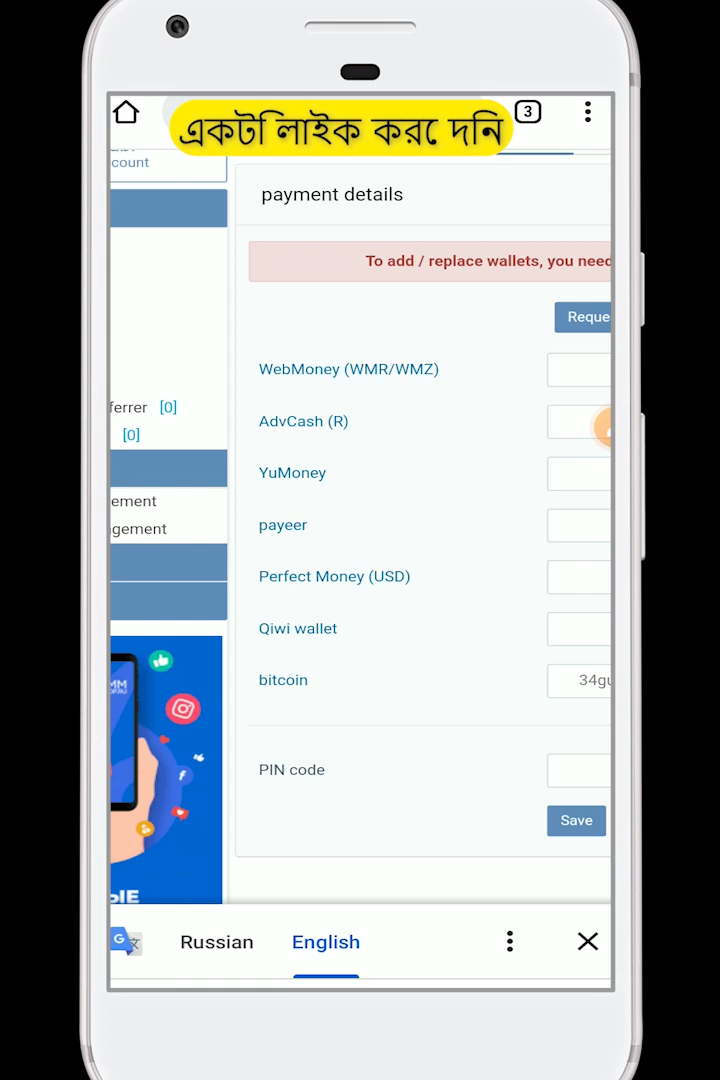 3
একটা লাইক করে দিন
count
payment details
To add / replace wallets, you need
Reque
WebMoney (WMR/WMZ)
ferrer [0]
AdvCash (R)
[0]
YuMoney
ement
payeer
gement
Perfect Money (USD)
Qiwi wallet
bitcoin
34gu
PIN code
Save
ЫЕ
Russian
English